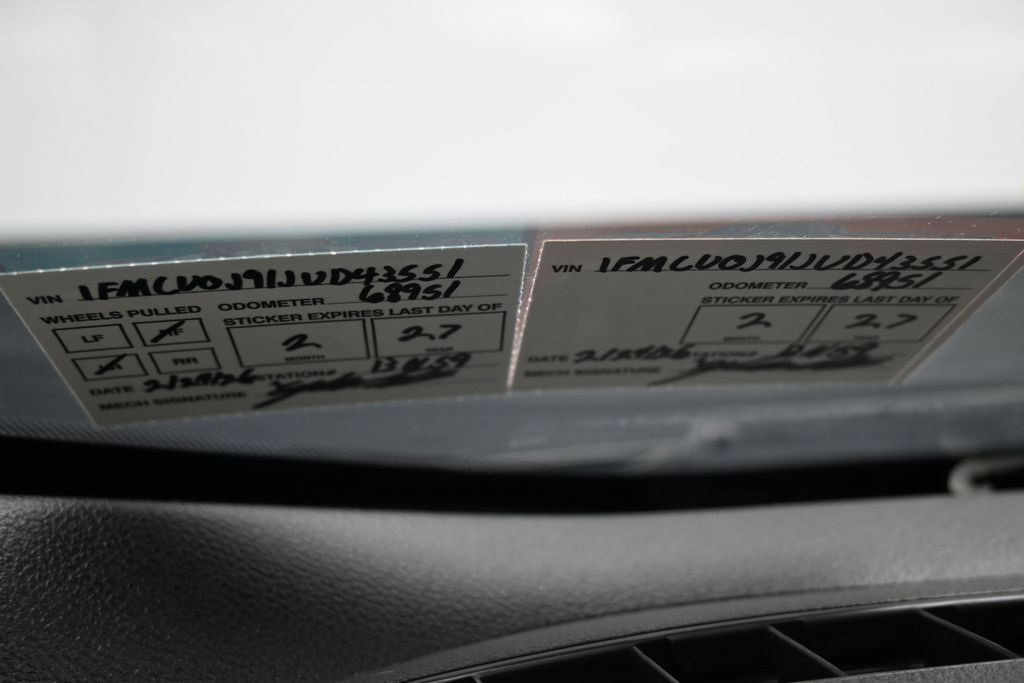 VIN 1FMCU0J91JUD43551
WHEELS PULLED ODOMETER 68951
STICKER EXPIRES LAST DAY OF
LF RF
2 27
MONTH YEAR
RR
DATE STATION#
MECH SIGNATURE
VIN 1FMCU0J91JUD43551
ODOMETER 68951
STICKER EXPIRES LAST DAY OF
2 27
MONTH YEAR
DATE STATION#
MECH SIGNATURE